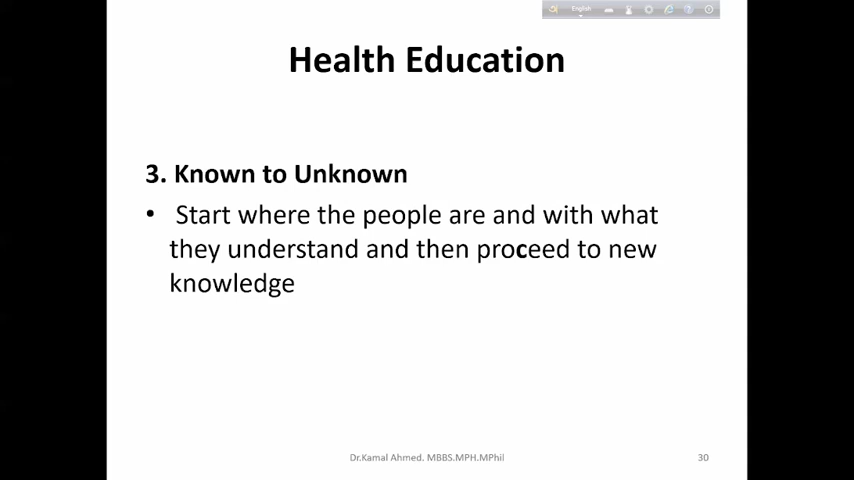 English
Health Education
3. Known to Unknown
• Start where the people are and with what
they understand and then proceed to new
knowledge
Dr.Kamal Ahmed. MBBS.MPH.MPhil
30